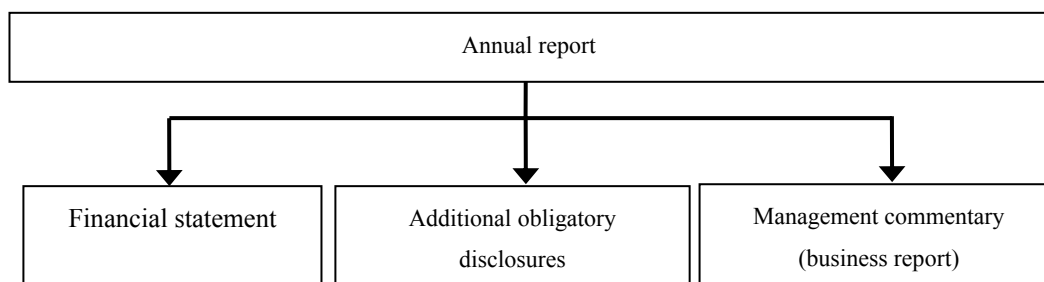 Annual report
Financial statement
Additional obligatory
disclosures
Management commentary
(business report)